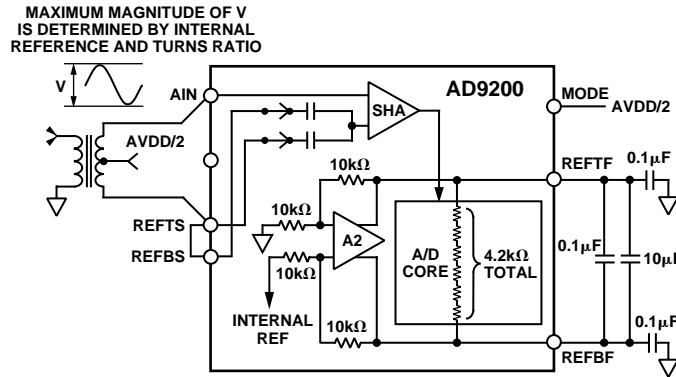 MAXIMUM MAGNITUDE OF V
IS DETERMINED BY INTERNAL
REFERENCE AND TURNS RATIO
V
AIN
AVDD/2
REFTS
REFBS
SHA
AD9200
MODE
AVDD/2
10kΩ
10kΩ
A2
10kΩ
INTERNAL
REF
10kΩ
A/D
CORE
4.2kΩ
TOTAL
REFTF
0.1µF
0.1µF
10µF
0.1µF
REFBF